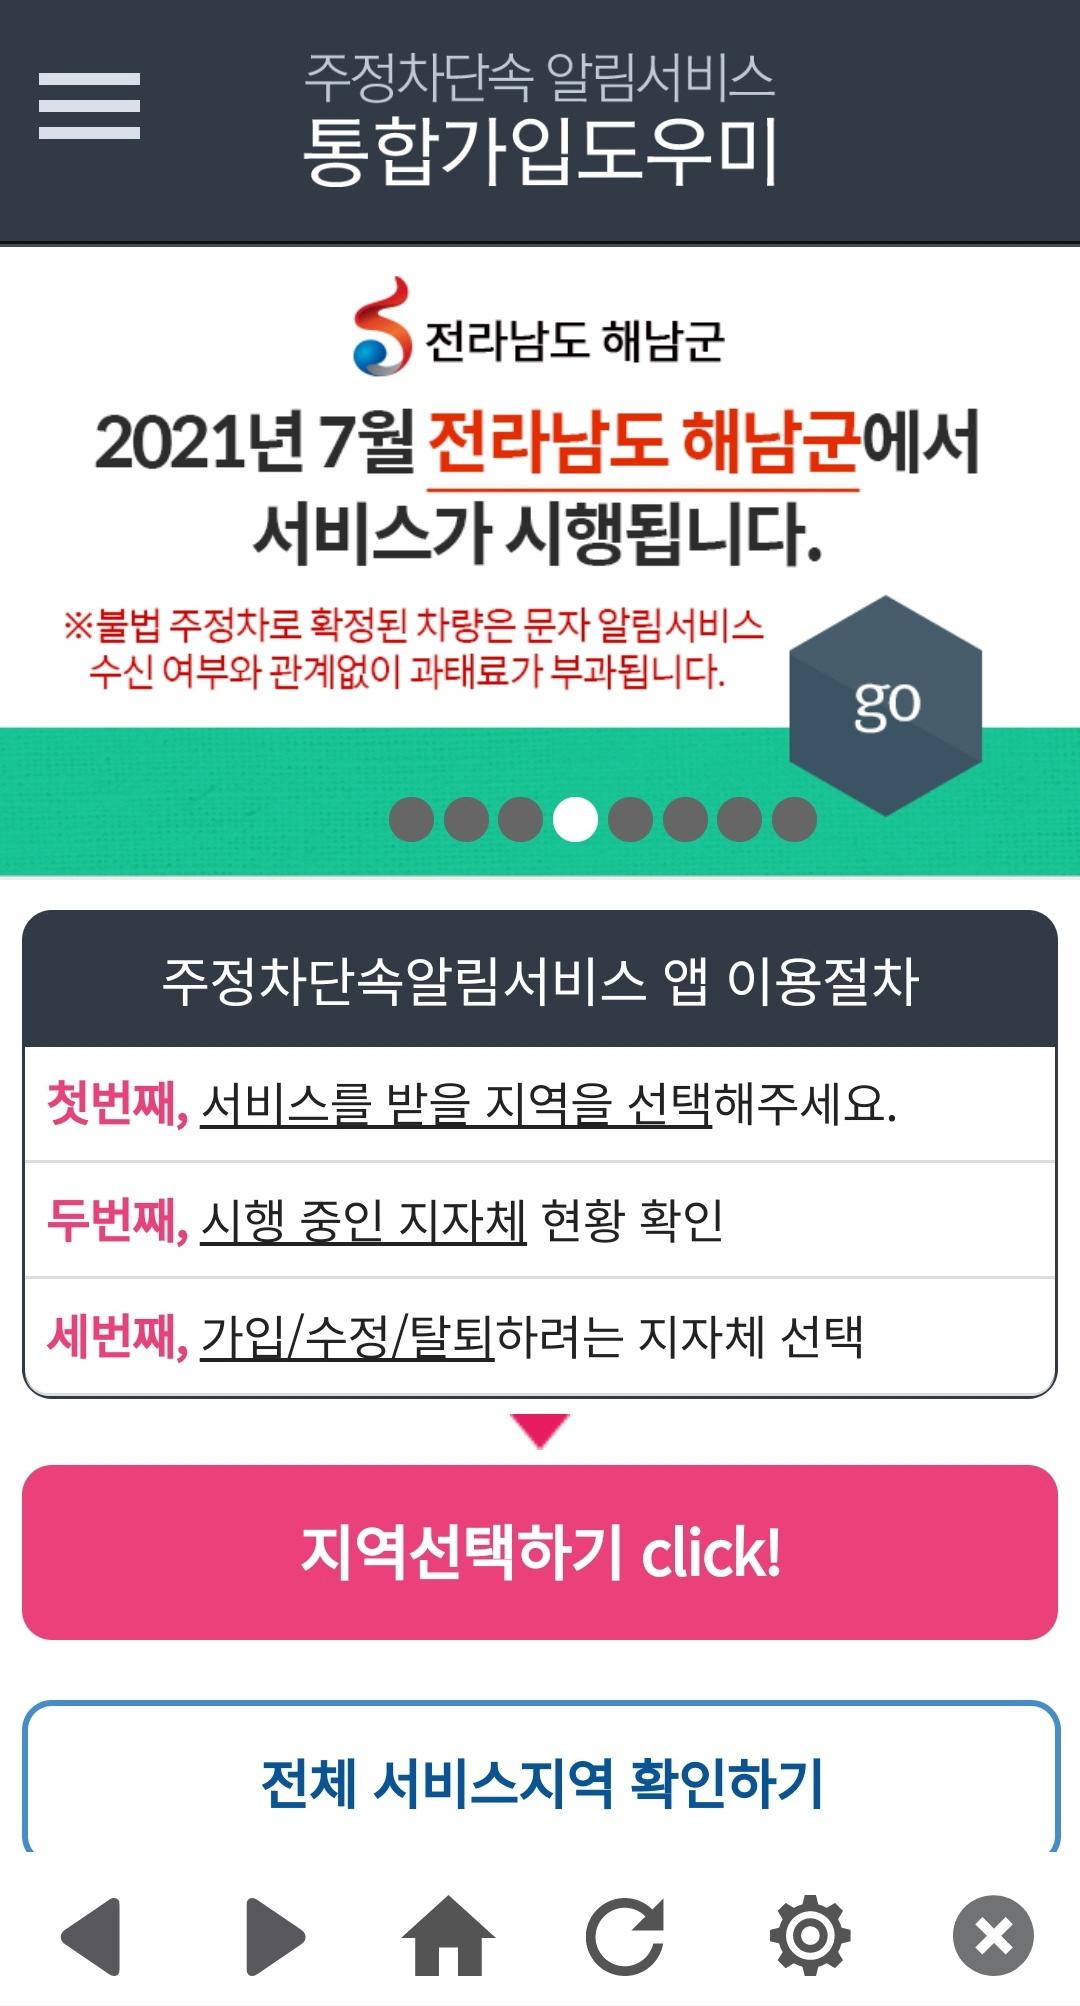 주정차단속 알림서비스
통합가입도우미
전라남도 해남군
2021년 7월 전라남도 해남군에서
서비스가 시행됩니다.
※불법 주정차로 확정된 차량은 문자 알림서비스
수신 여부와 관계없이 과태료가 부과됩니다.
go
주정차단속알림서비스 앱 이용절차
첫번째, 서비스를 받을 지역을 선택해주세요.
두번째, 시행 중인 지자체 현황 확인
세번째, 가입/수정/탈퇴하려는 지자체 선택
지역선택하기 click!
전체 서비스지역 확인하기